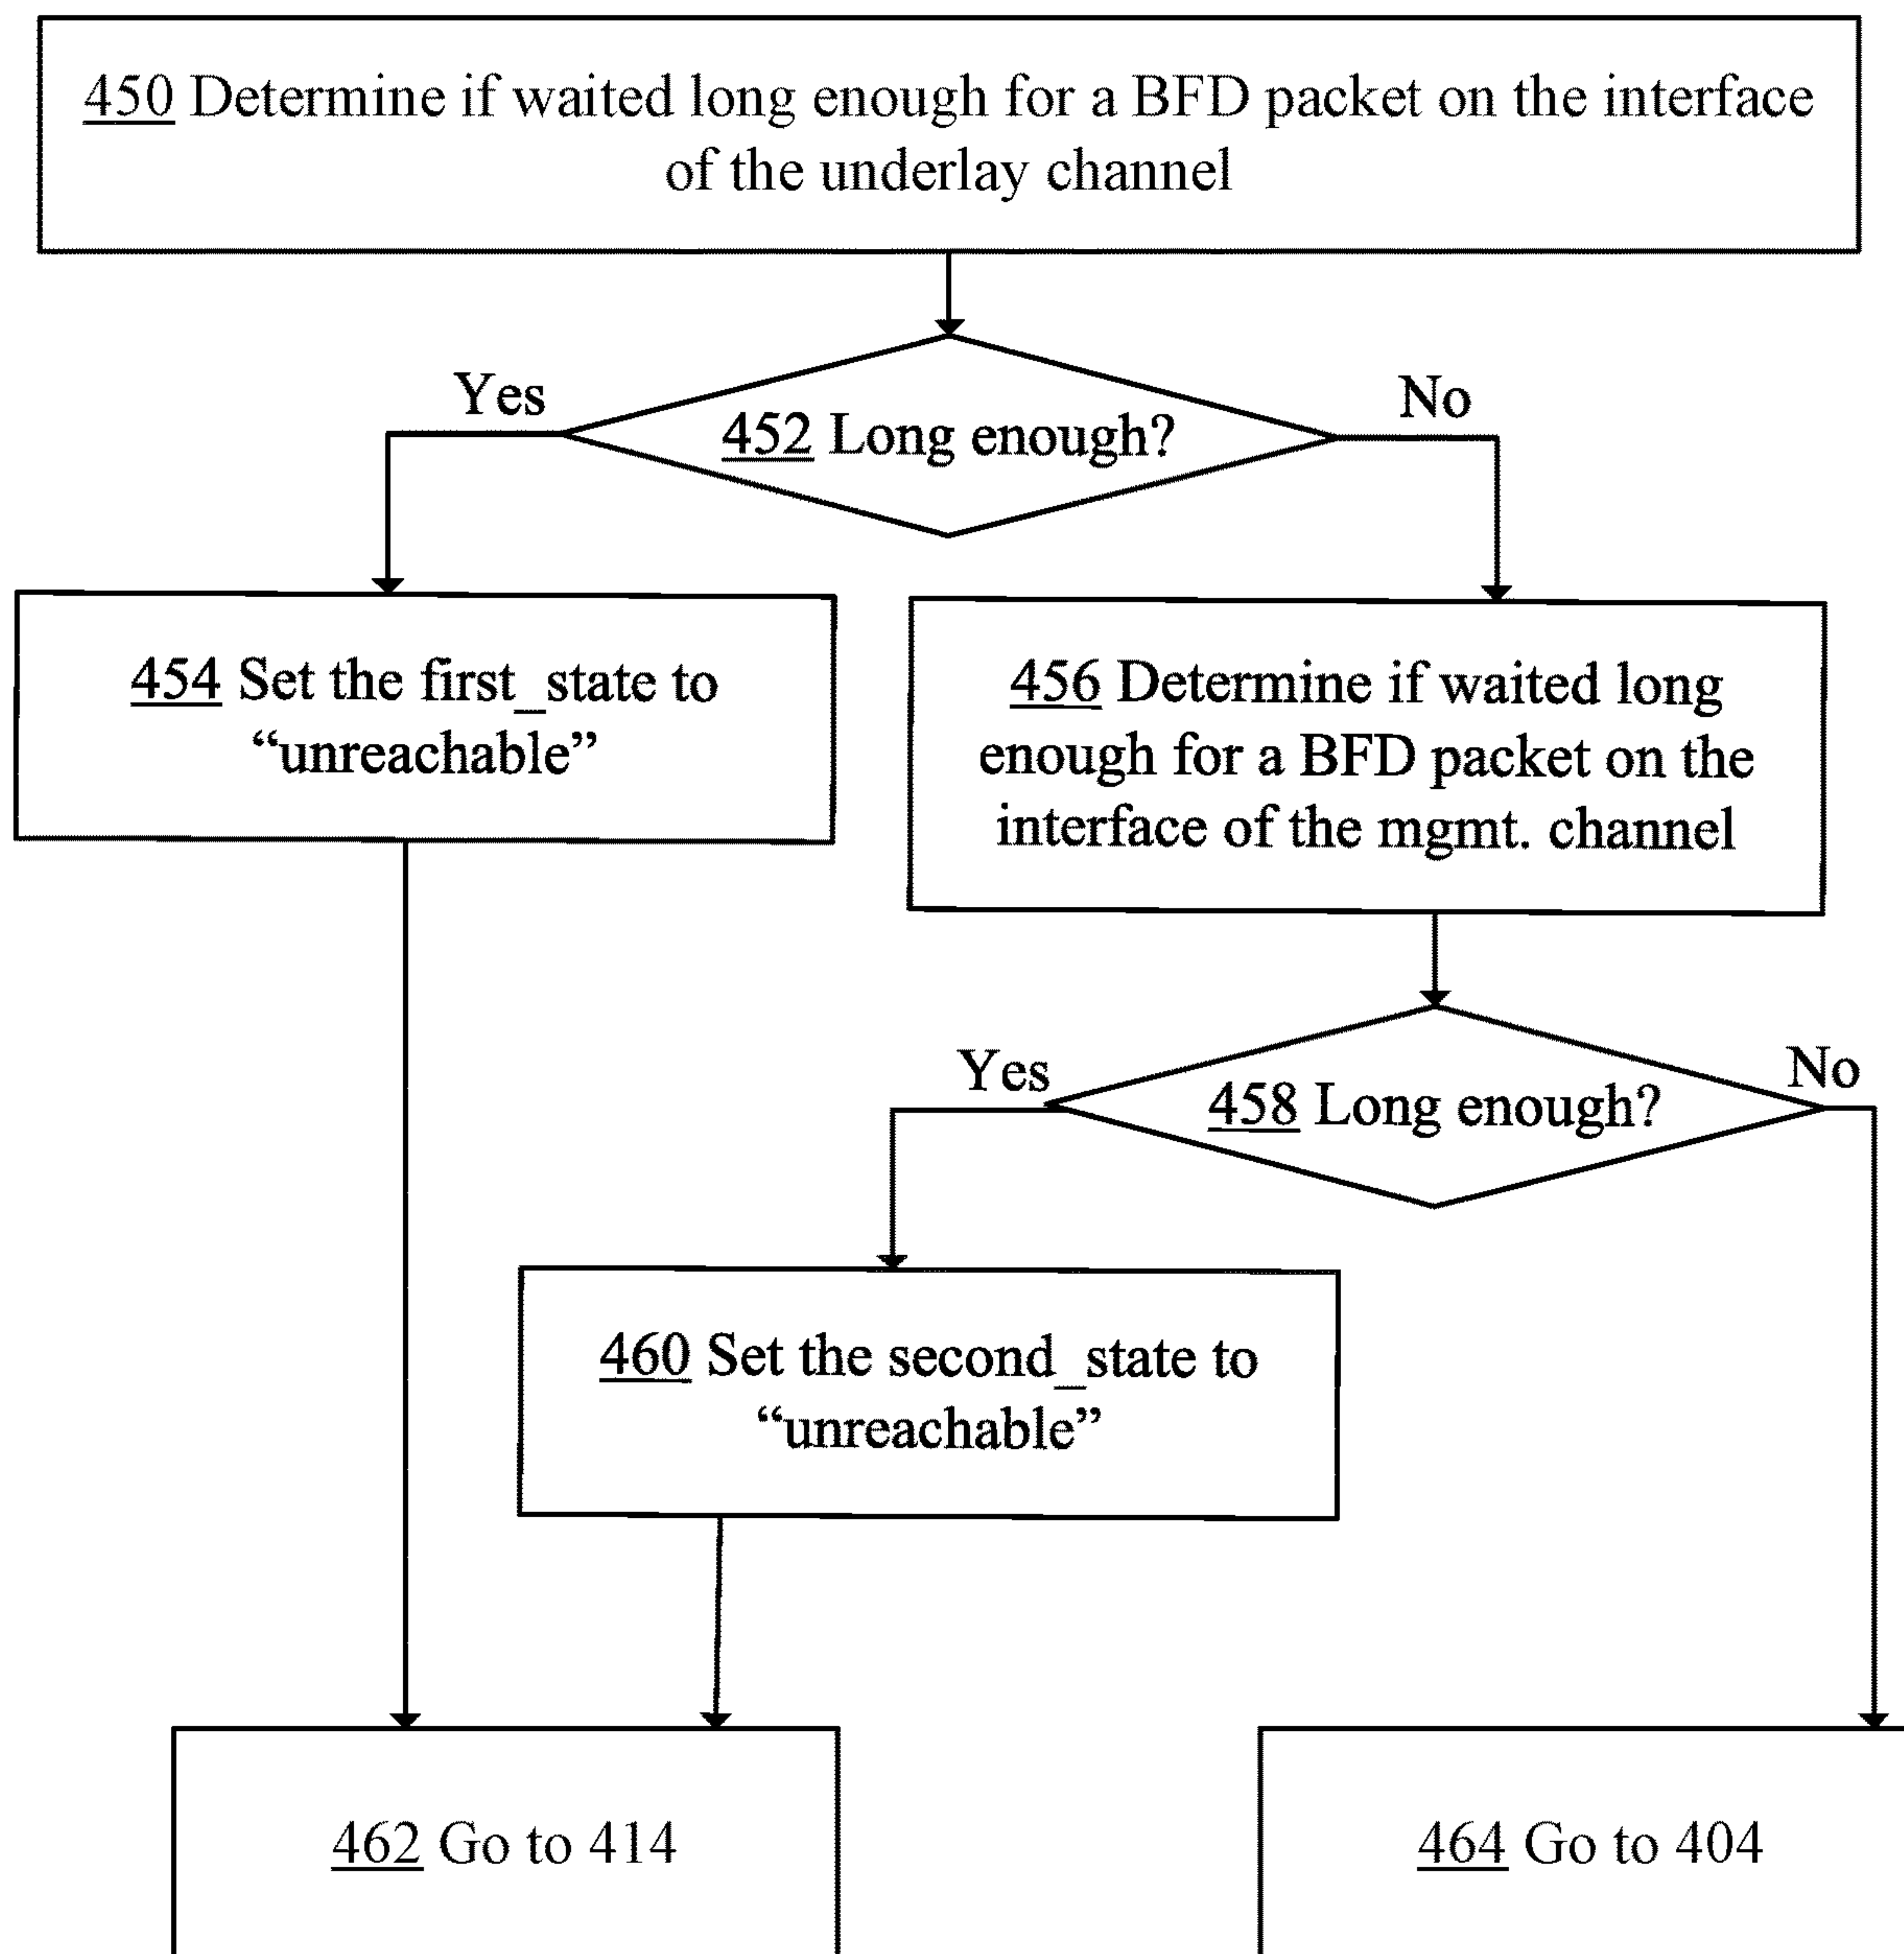 450 Determine if waited long enough for a BFD packet on the interface
of the underlay channel
Yes
No
452 Long enough?
454 Set the first_state to
“unreachable”
456 Determine if waited long
enough for a BFD packet on the
interface of the mgmt. channel
Yes
No
458 Long enough?
460 Set the second_state to
“unreachable”
462 Go to 414
464 Go to 404